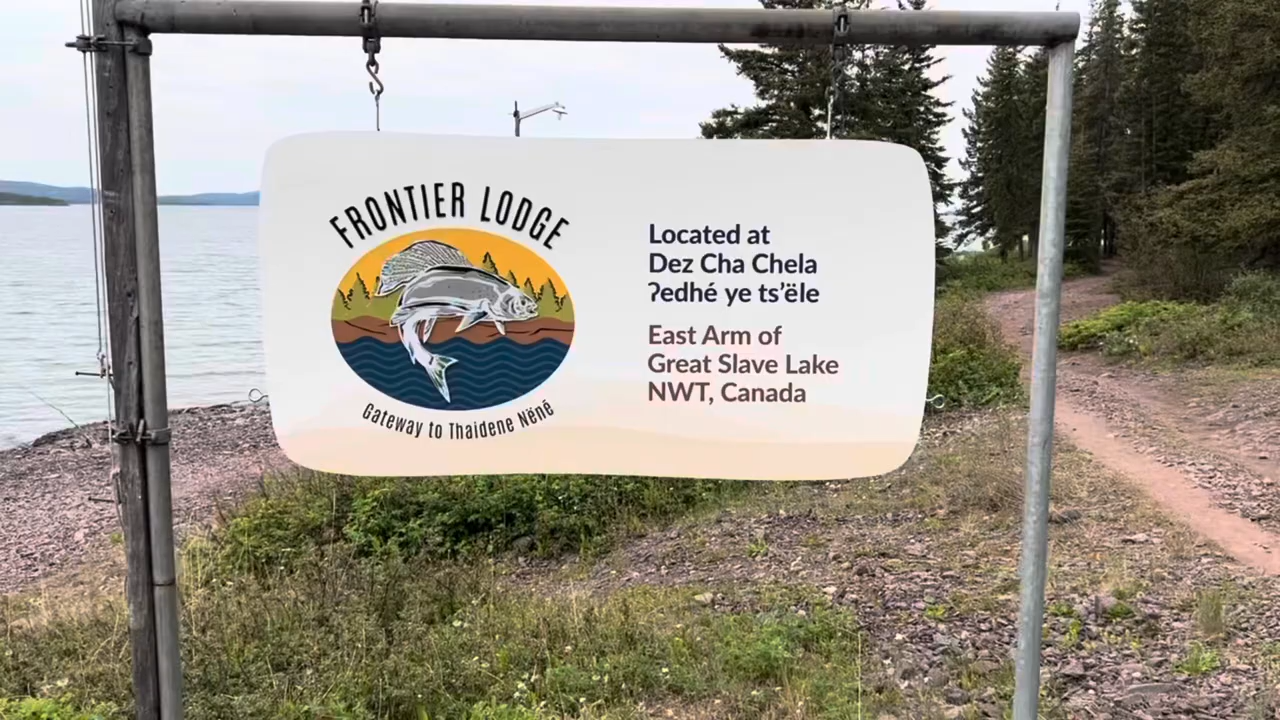 FRONTIER LODGE
Gateway to Thaidene Nëné
Located at
Dez Cha Chela
Ɂedhé ye ts’ële
East Arm of
Great Slave Lake
NWT, Canada